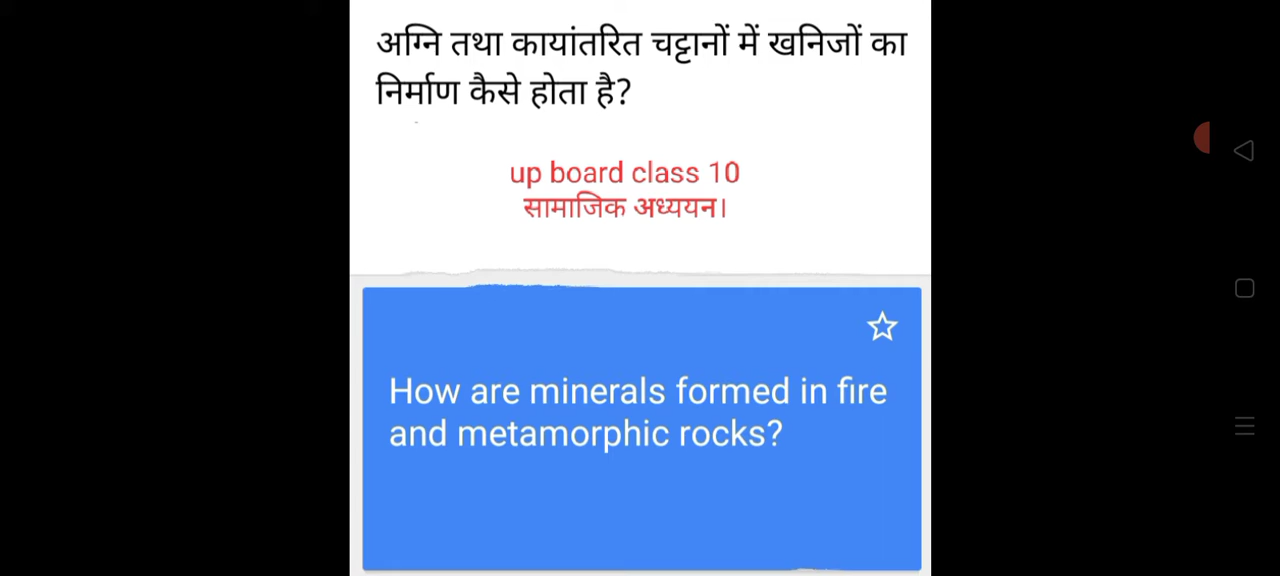 अग्नि तथा कायांतरित चट्टानों में खनिजों का
निर्माण कैसे होता है?
up board class 10
सामाजिक अध्ययन।
How are minerals formed in fire
and metamorphic rocks?